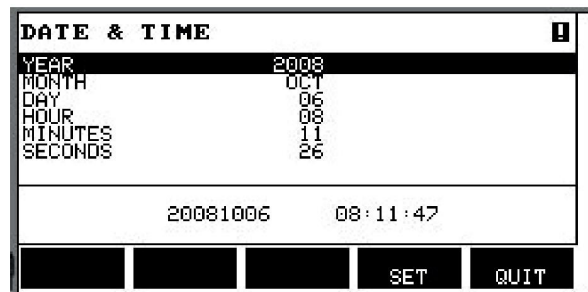 DATE & TIME !
YEAR 2008
MONTH OCT
DAY 06
HOUR 08
MINUTES 11
SECONDS 26
20081006 08:11:47
SET QUIT